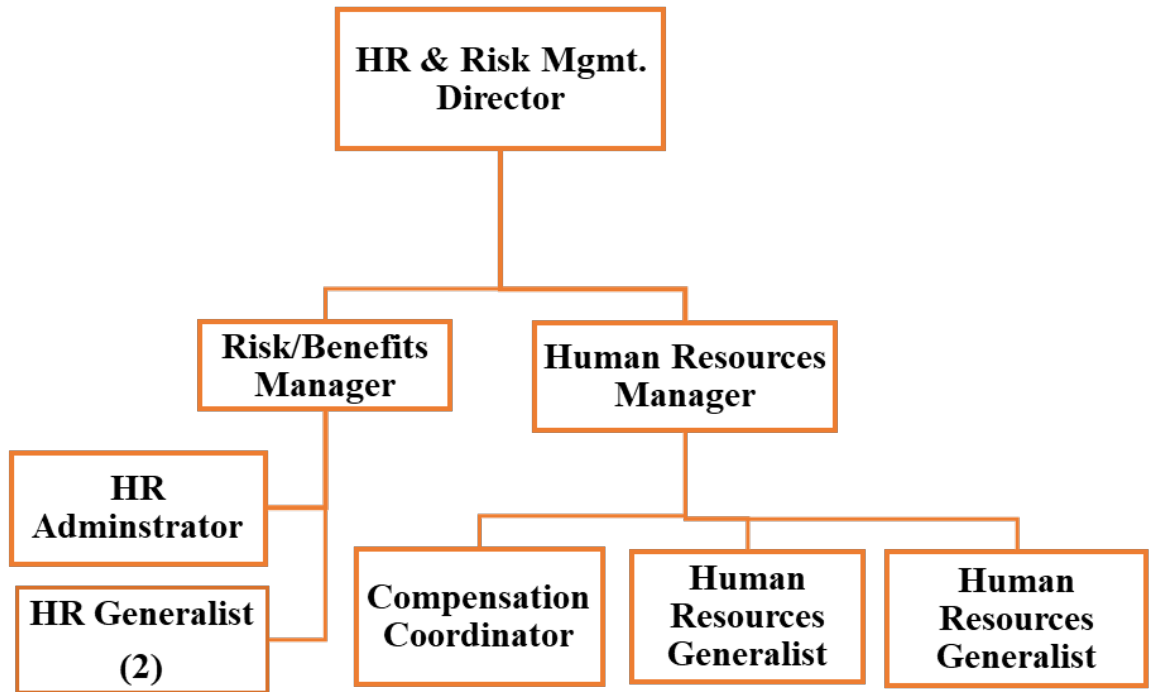 HR & Risk Mgmt.
Director
Risk/Benefits
Manager
Human Resources
Manager
HR
Adminstrator
HR Generalist
(2)
Compensation
Coordinator
Human
Resources
Generalist
Human
Resources
Generalist